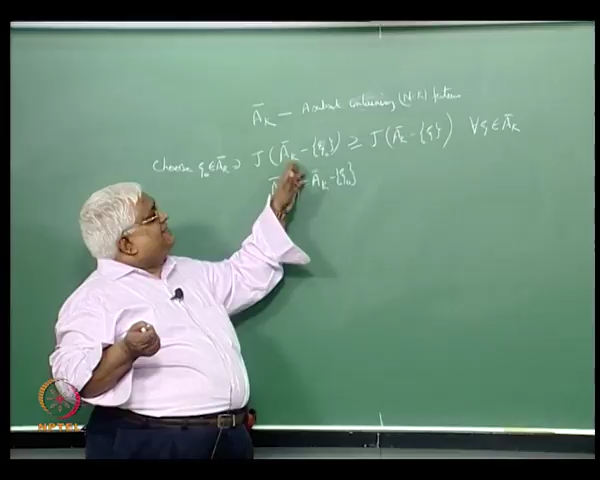 Ā_K — A subset containing (N-K) features
Choose ξ₀ ∈ Ā_K ∋ J(Ā_K - {ξ₀}) ≥ J(Ā_K - {ξ}) ∀ ξ ∈ Ā_K
Ā_K - {ξ₀}
NPTEL